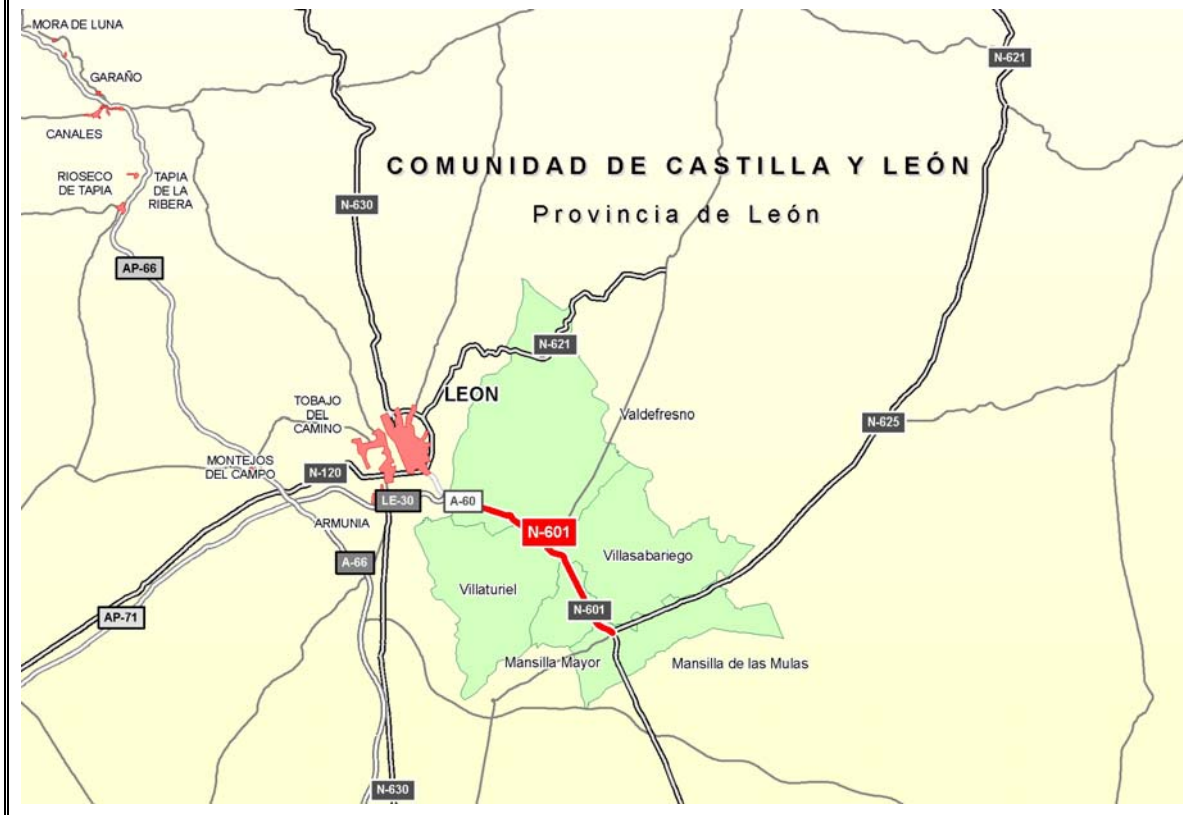 MORA DE LUNA
N-621
GARAÑO
CANALES
COMUNIDAD DE CASTILLA Y LEÓN
RIOSECO
DE TAPIA
TAPIA
DE LA
RIBERA
N-630
Provincia de León
AP-66
N-621
LEON
TOBAJO
DEL
CAMINO
Valdefresno
N-625
MONTEJOS
DEL CAMPO
N-120
LE-30
A-60
ARMUNIA
N-601
A-66
Villasabariego
Villaturiel
N-601
AP-71
Mansilla Mayor
Mansilla de las Mulas
N-630